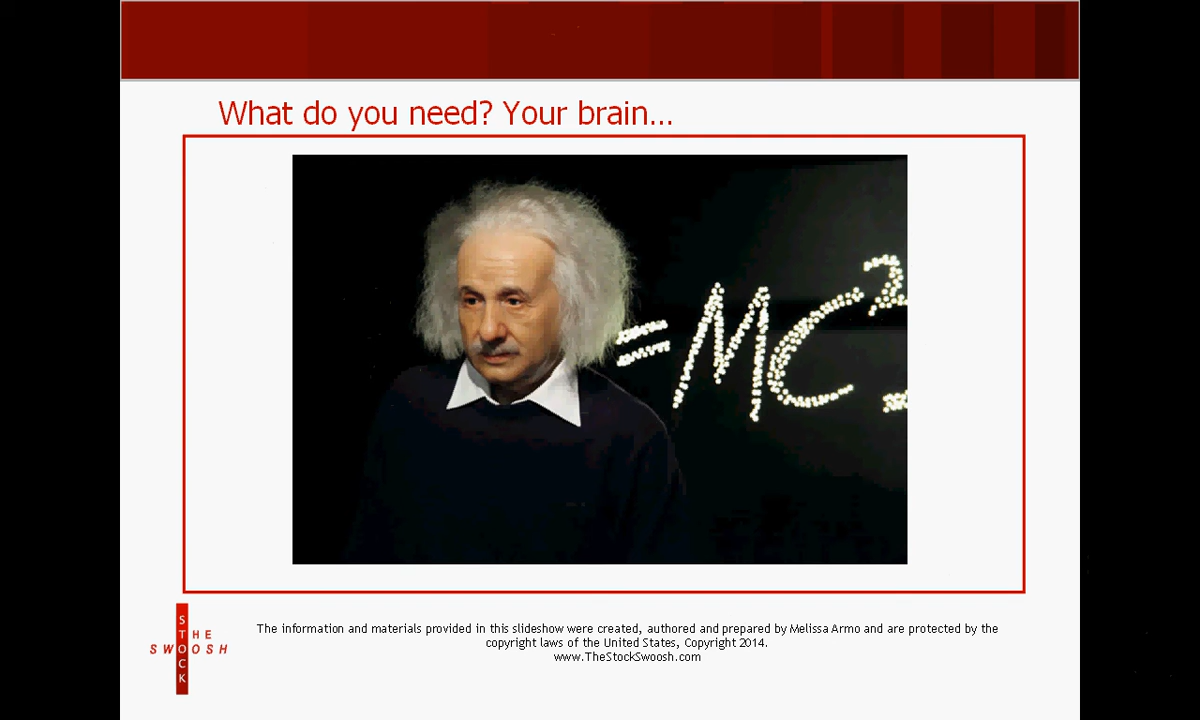 What do you need? Your brain...
=MC²
THE
STOCK
SWOOSH
The information and materials provided in this slideshow were created, authored and prepared by Melissa Armo and are protected by the
copyright laws of the United States, Copyright 2014.
www.TheStockSwoosh.com